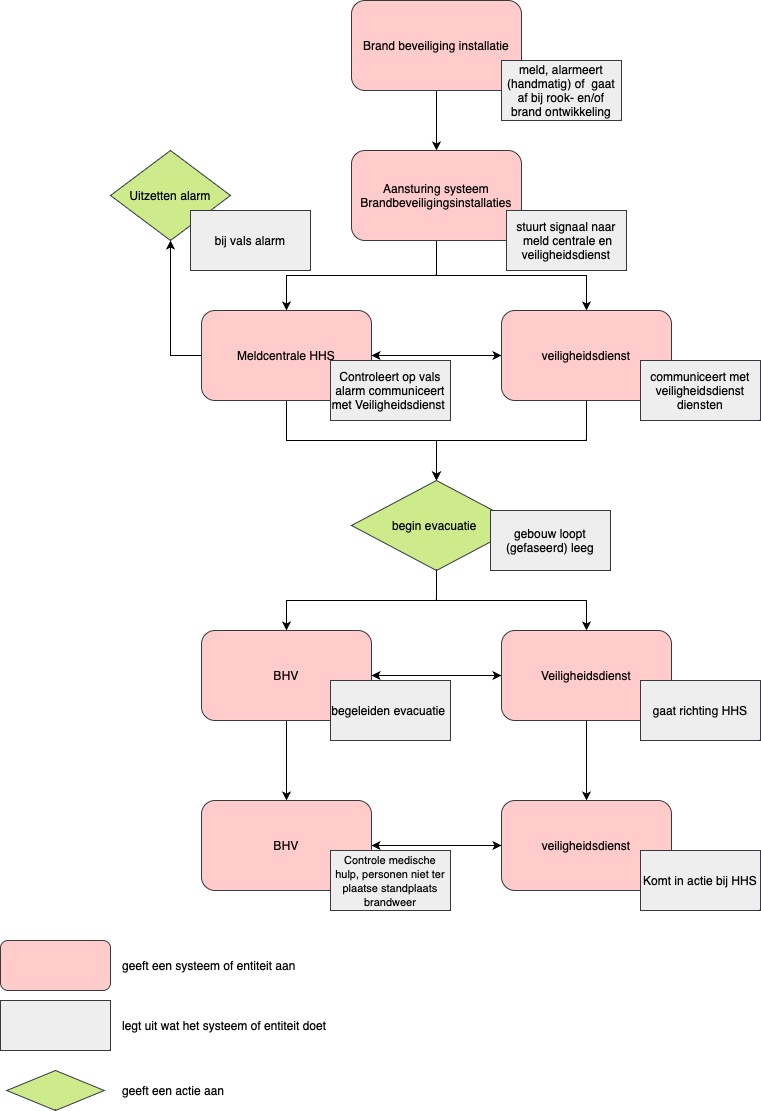 Brand beveiliging installatie
meld, alarmeert
(handmatig) of  gaat
af bij rook- en/of
brand ontwikkeling
Uitzetten alarm
bij vals alarm
Aansturing systeem
Brandbeveiligingsinstallaties
stuurt signaal naar
meld centrale en
veiligheidsdienst
Meldcentrale HHS
Controleert op vals
alarm communiceert
met Veiligheidsdienst
veiligheidsdienst
communiceert met
veiligheidsdienst
diensten
begin evacuatie
gebouw loopt
(gefaseerd) leeg
BHV
begeleiden evacuatie
Veiligheidsdienst
gaat richting HHS
BHV
Controle medische
hulp, personen niet ter
plaatse standplaats
brandweer
veiligheidsdienst
Komt in actie bij HHS
geeft een systeem of entiteit aan
legt uit wat het systeem of entiteit doet
geeft een actie aan